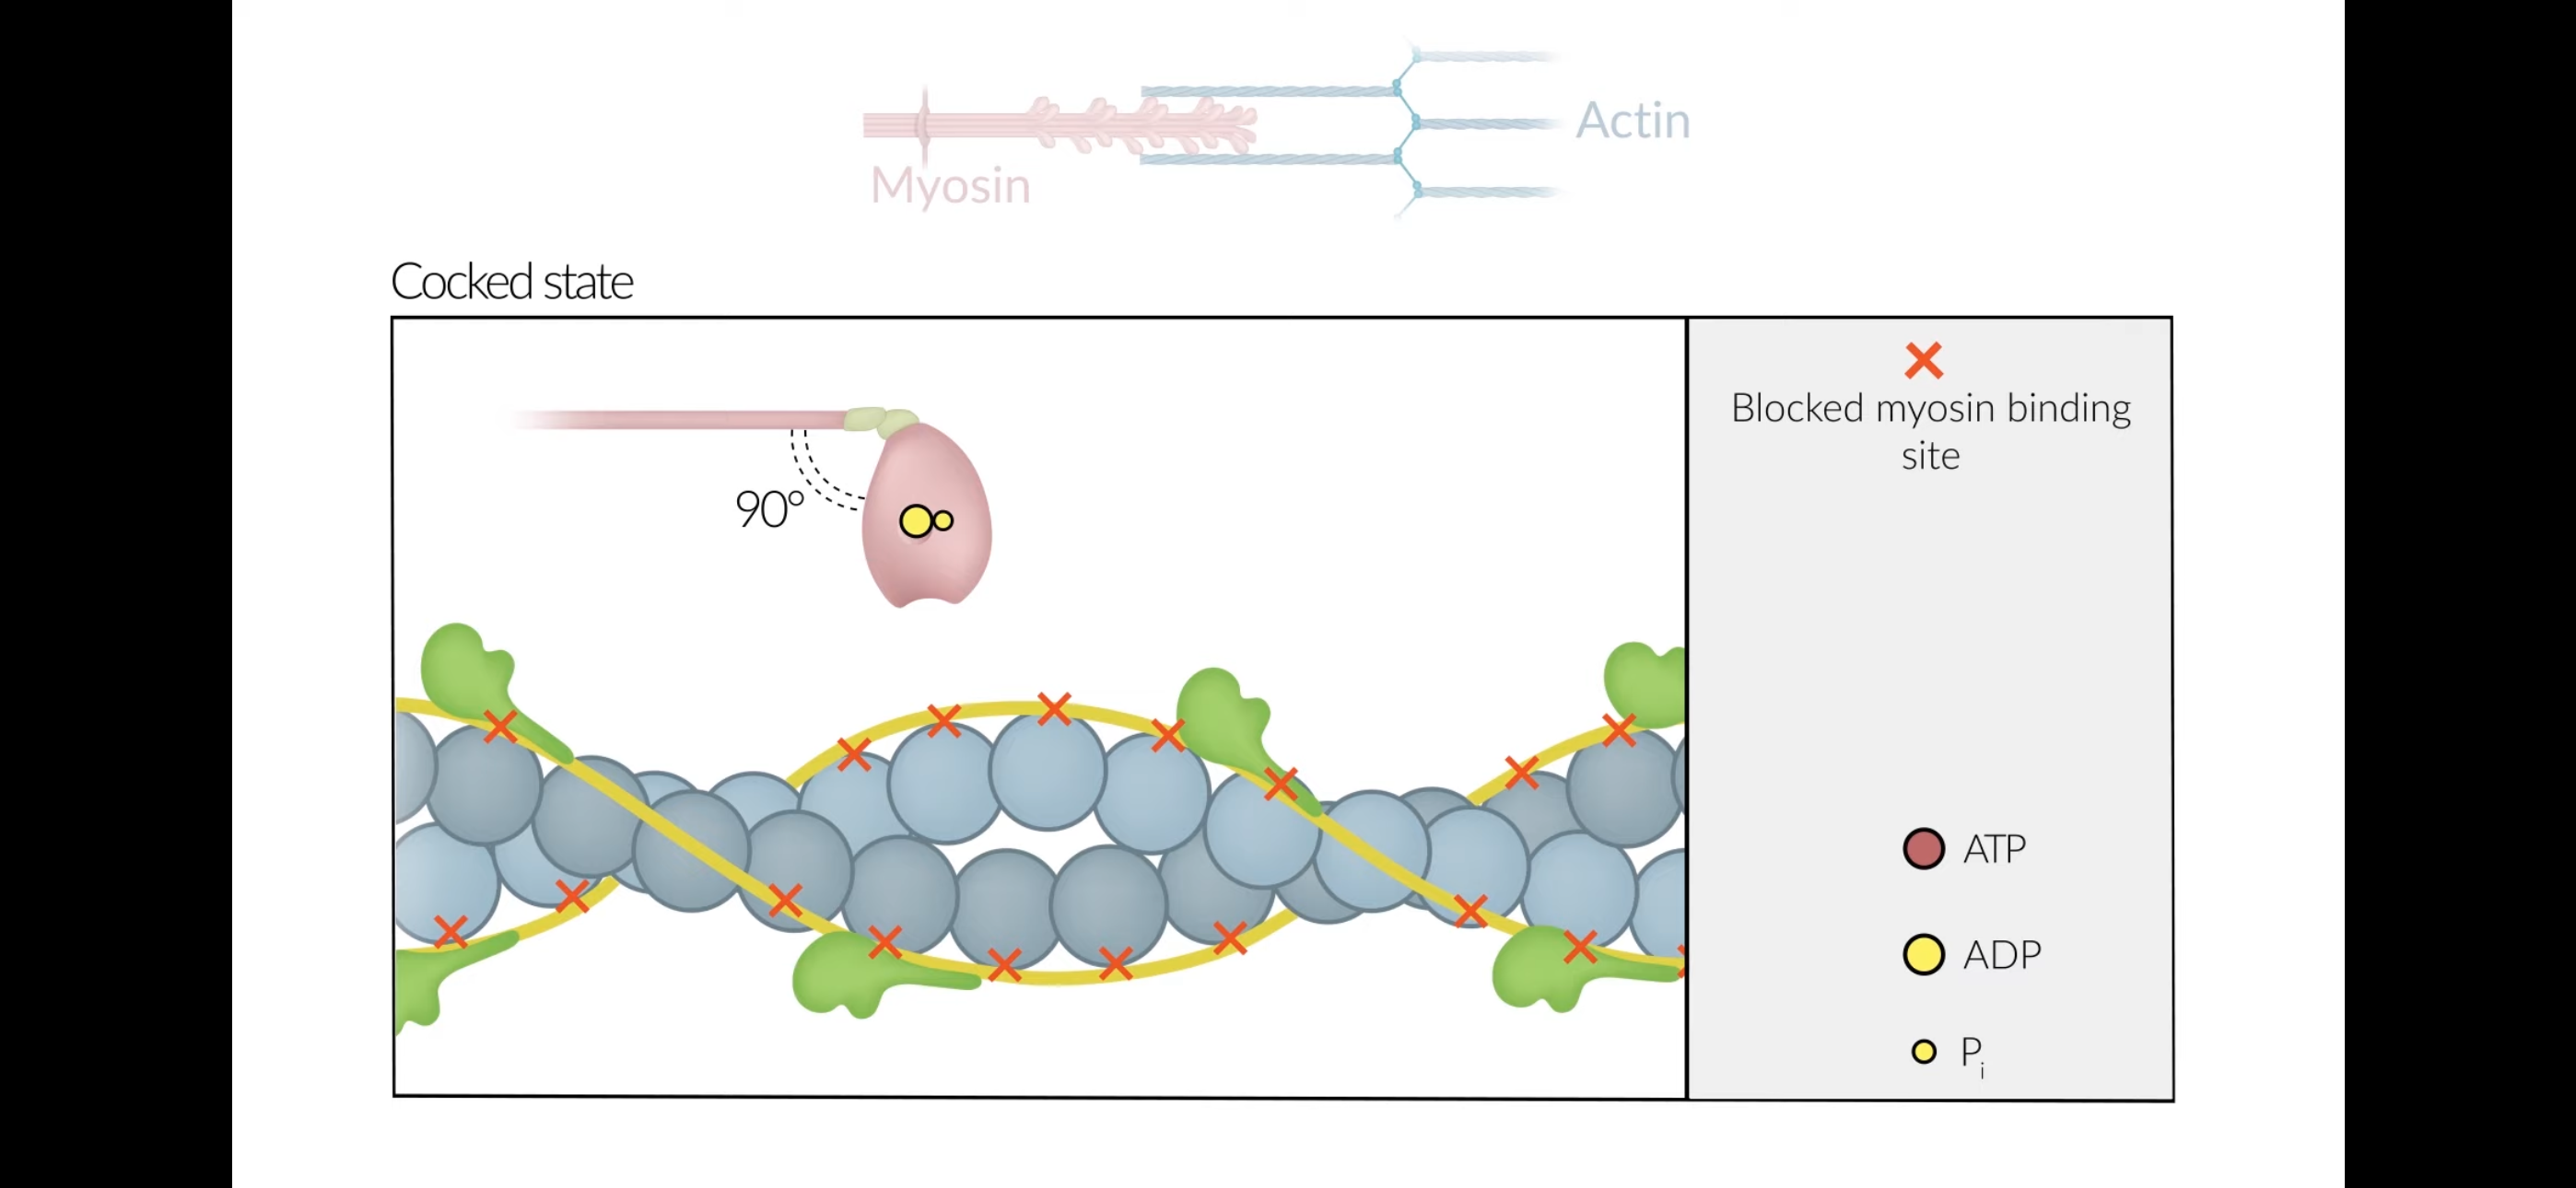 Actin
Myosin
Cocked state
90°
Blocked myosin binding
site
ATP
ADP
Pi